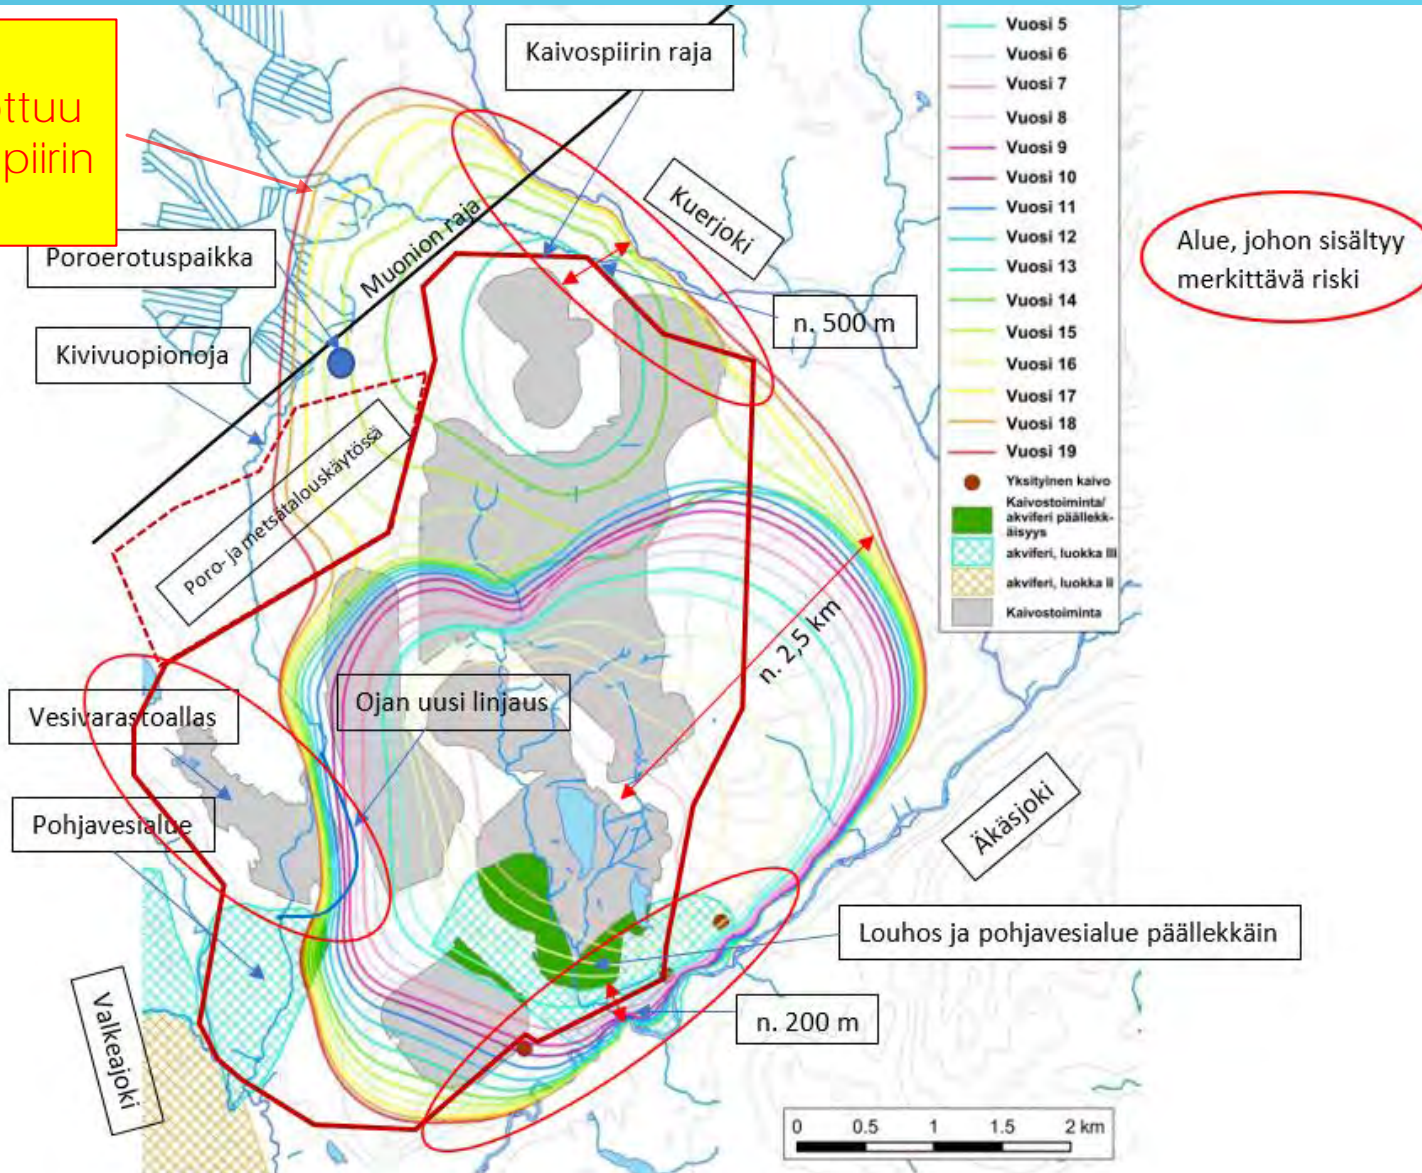 ottuu
piirin
Kaivospiirin raja
Kuerjoki
Muonion raja
Poroerotuspaikka
Kivivuopionoja
n. 500 m
Poro- ja metsätalouskäytössä
n. 2,5 km
Ojan uusi linjaus
Vesivarastoallas
Pohjavesialue
Äkäsjoki
Louhos ja pohjavesialue päällekkäin
n. 200 m
Valkeajoki
Vuosi 5
Vuosi 6
Vuosi 7
Vuosi 8
Vuosi 9
Vuosi 10
Vuosi 11
Vuosi 12
Vuosi 13
Vuosi 14
Vuosi 15
Vuosi 16
Vuosi 17
Vuosi 18
Vuosi 19
Yksityinen kaivo
Kaivostoiminta/
akviferi päällekk-
äisyys
akviferi, luokka III
akviferi, luokka II
Kaivostoiminta
Alue, johon sisältyy
merkittävä riski
0 0.5 1 1.5 2 km